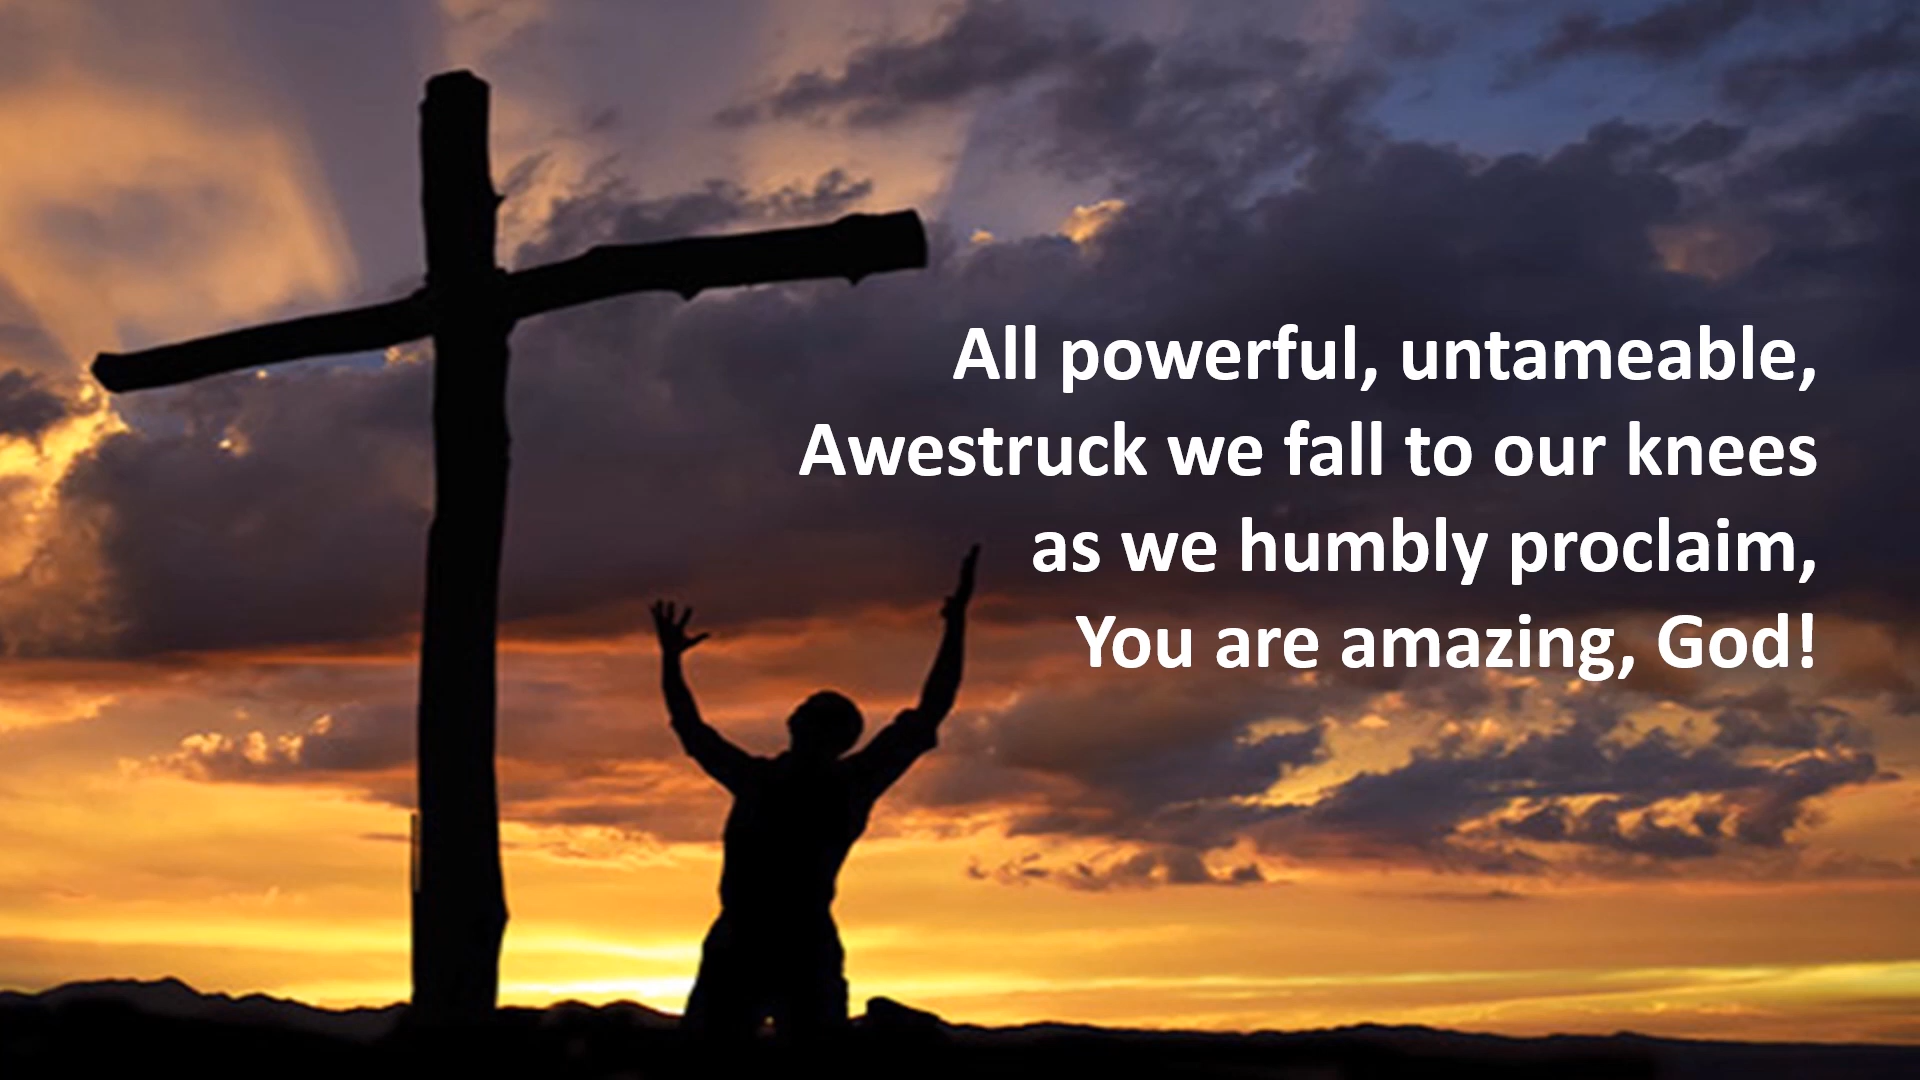 All powerful, untameable,
Awestruck we fall to our knees
as we humbly proclaim,
You are amazing, God!